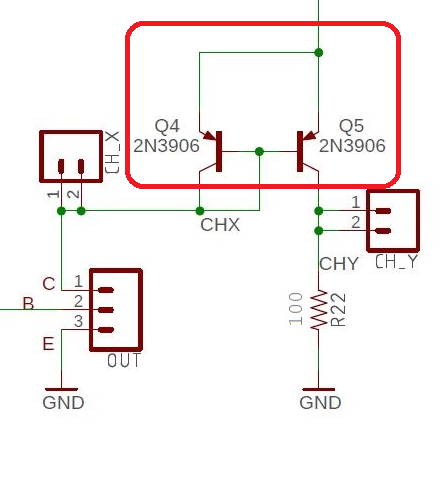 Q4
2N3906
Q5
2N3906
CH_X
1
2
CHX
1
2
CH_Y
CHY
C
1
B
2
E
3
OUT
100
R22
GND
GND